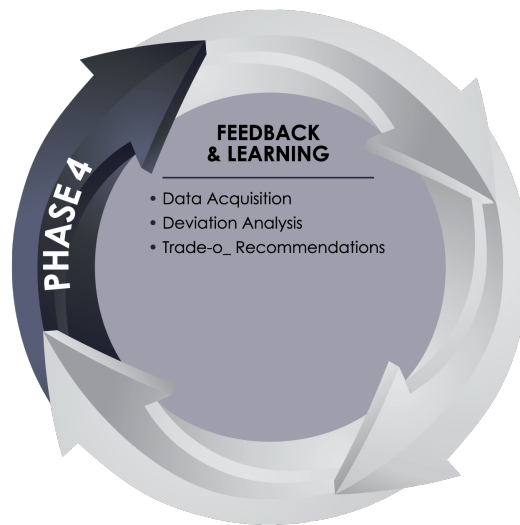 PHASE 4
FEEDBACK
& LEARNING
• Data Acquisition
• Deviation Analysis
• Trade-o_ Recommendations